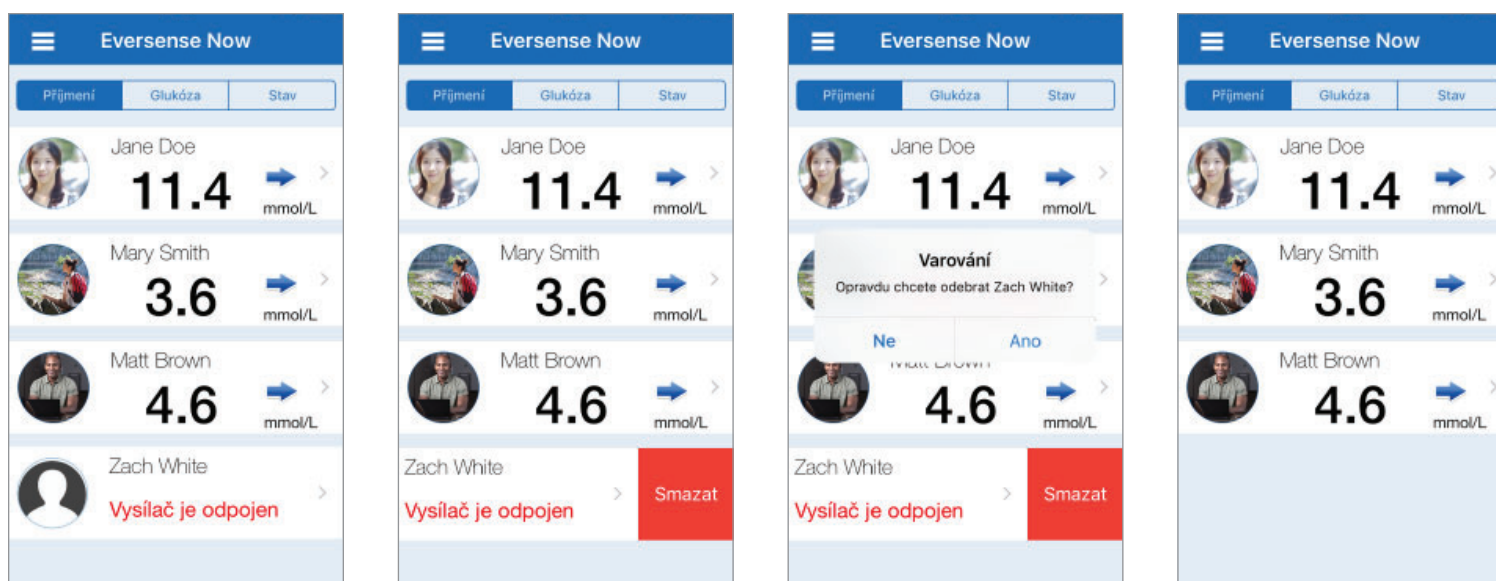 Eversense Now
Příjmení Glukóza Stav
Jane Doe
11.4
mmol/L
Mary Smith
3.6
mmol/L
Matt Brown
4.6
mmol/L
Zach White
Vysílač je odpojen
Eversense Now
Příjmení Glukóza Stav
Jane Doe
11.4
mmol/L
Mary Smith
3.6
mmol/L
Matt Brown
4.6
mmol/L
Zach White
Vysílač je odpojen
Smazat
Eversense Now
Příjmení Glukóza Stav
Jane Doe
11.4
mmol/L
Varování
Opravdu chcete odebrat Zach White?
Ne Ano
Matt Brown
4.6
mmol/L
Zach White
Vysílač je odpojen
Smazat
Eversense Now
Příjmení Glukóza Stav
Jane Doe
11.4
mmol/L
Mary Smith
3.6
mmol/L
Matt Brown
4.6
mmol/L